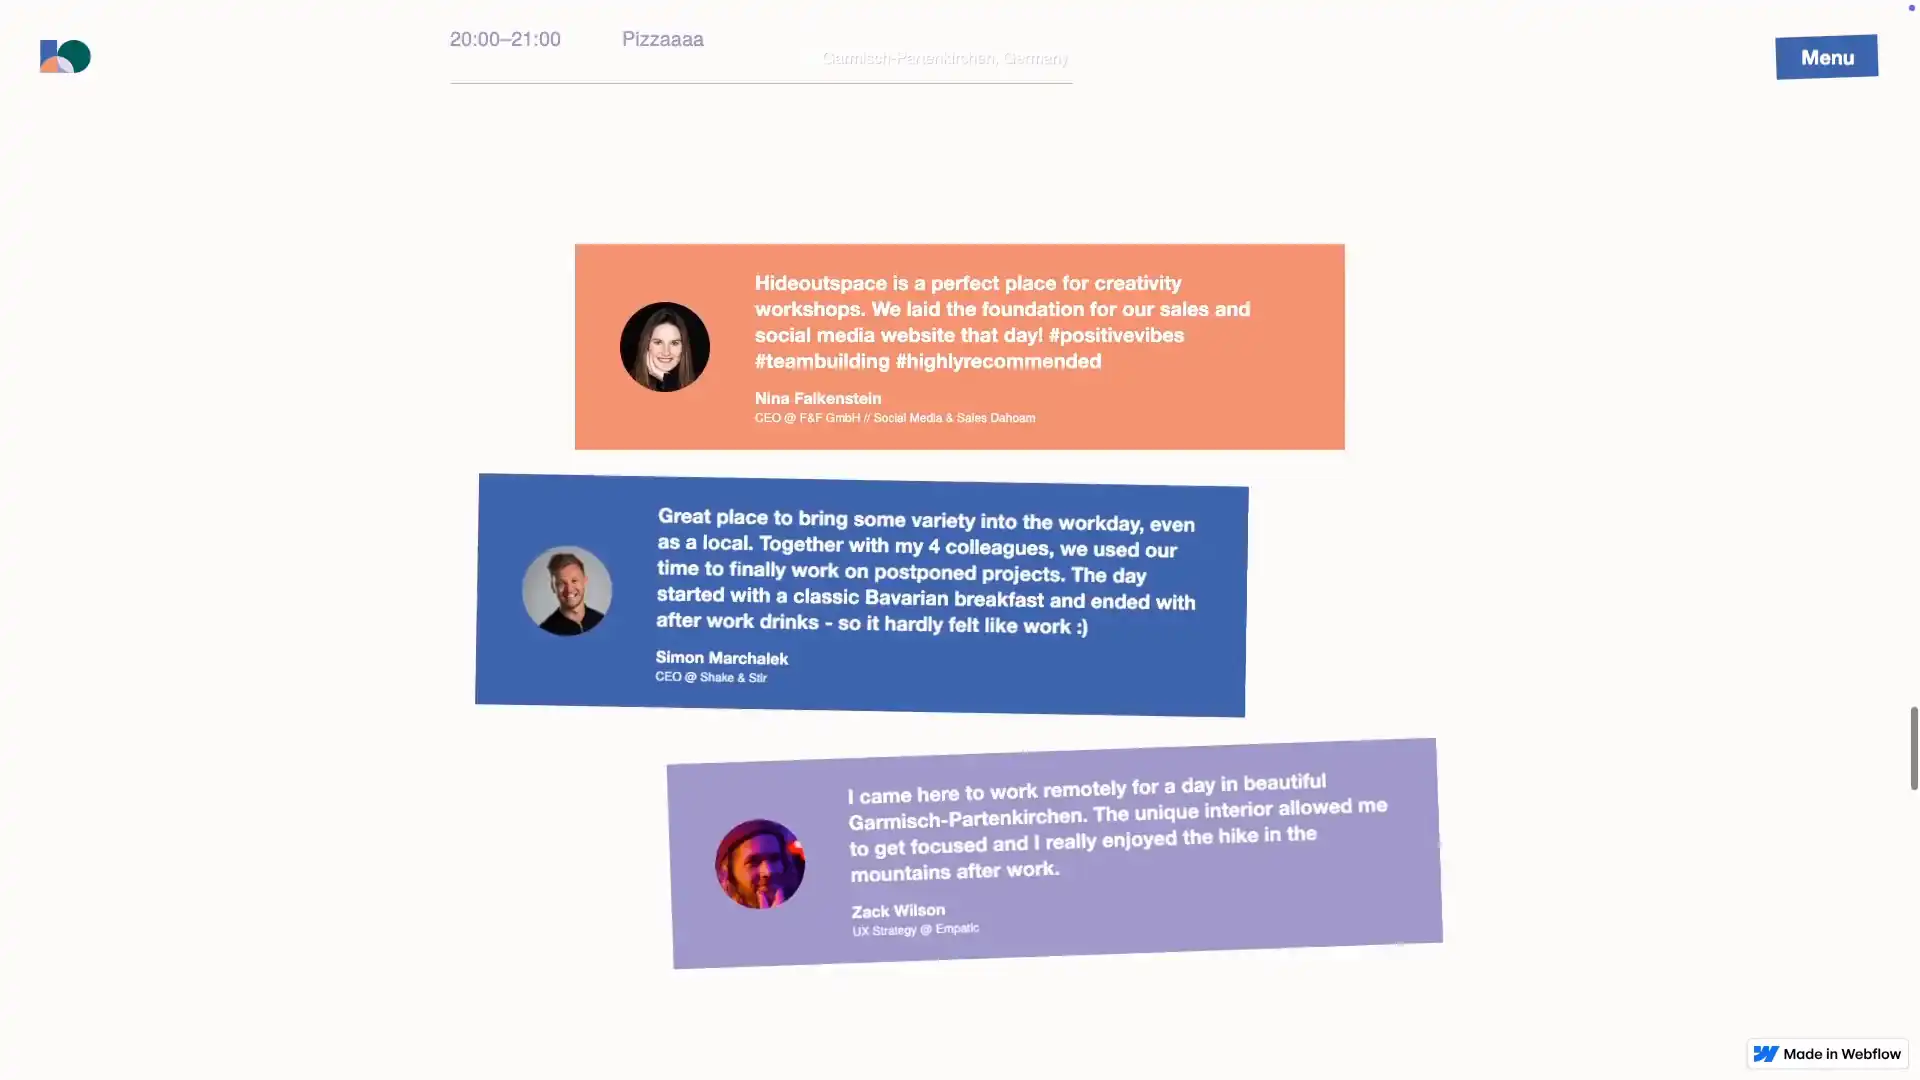 20:00–21:00 Pizzaaaa
Garmisch-Partenkirchen, Germany
Menu
Hideoutspace is a perfect place for creativity
workshops. We laid the foundation for our sales and
social media website that day! #positivevibes
#teambuilding #highlyrecommended
Nina Falkenstein
CEO @ F&F GmbH // Social Media & Sales Dahoam
Great place to bring some variety into the workday, even
as a local. Together with my 4 colleagues, we used our
time to finally work on postponed projects. The day
started with a classic Bavarian breakfast and ended with
after work drinks - so it hardly felt like work :)
Simon Marchalek
CEO @ Shake & Stir
I came here to work remotely for a day in beautiful
Garmisch-Partenkirchen. The unique interior allowed me
to get focused and I really enjoyed the hike in the
mountains after work.
Zack Wilson
UX Strategy @ Empatic
Made in Webflow